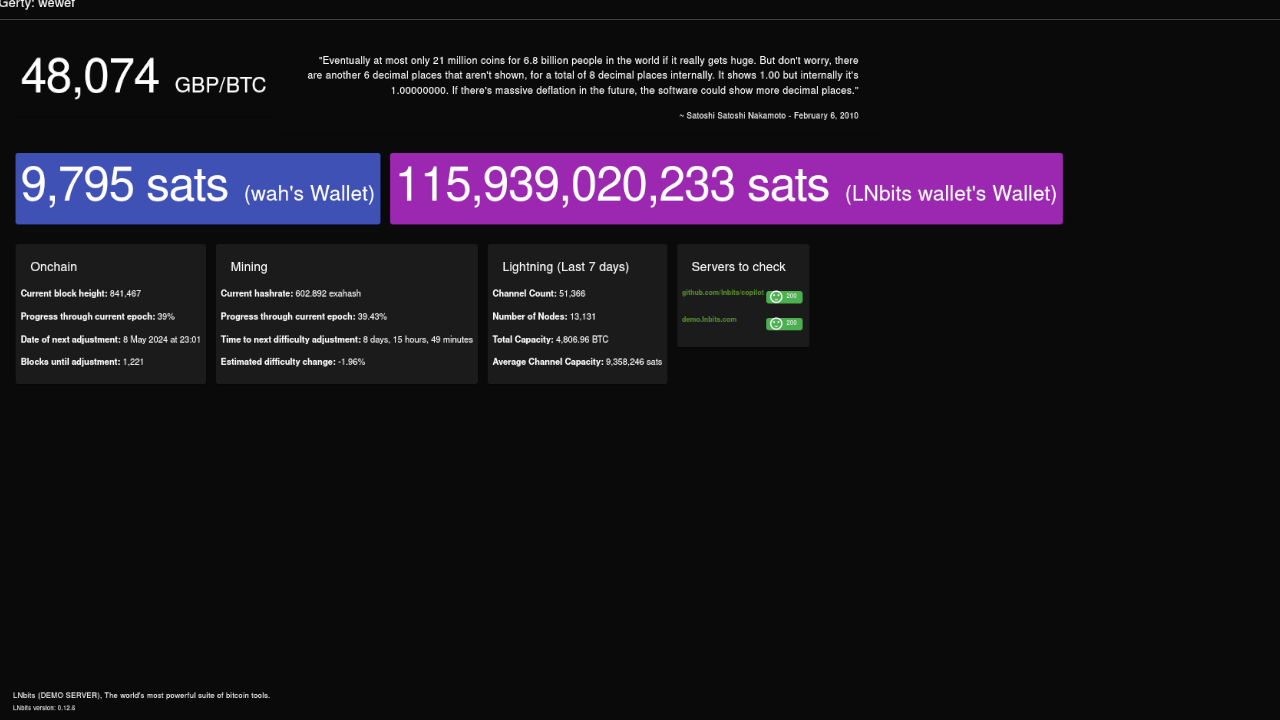 Gerty: wewef
48,074 GBP/BTC
"Eventually at most only 21 million coins for 6.8 billion people in the world if it really gets huge. But don't worry, there
are another 6 decimal places that aren't shown, for a total of 8 decimal places internally. It shows 1.00 but internally it's
1.00000000. If there's massive deflation in the future, the software could show more decimal places."
~ Satoshi Satoshi Nakamoto - February 6, 2010
9,795 sats (wah's Wallet)
115,939,020,233 sats (LNbits wallet's Wallet)
Onchain
Current block height: 841,467
Progress through current epoch: 39%
Date of next adjustment: 8 May 2024 at 23:01
Blocks until adjustment: 1,221
Mining
Current hashrate: 602.892 exahash
Progress through current epoch: 39.43%
Time to next difficulty adjustment: 8 days, 15 hours, 49 minutes
Estimated difficulty change: -1.96%
Lightning (Last 7 days)
Channel Count: 51,366
Number of Nodes: 13,131
Total Capacity: 4,806.96 BTC
Average Channel Capacity: 9,358,246 sats
Servers to check
github.com/lnbits/copilot 200
demo.lnbits.com 200
LNbits (DEMO SERVER), The world's most powerful suite of bitcoin tools.
LNbits version: 0.12.6